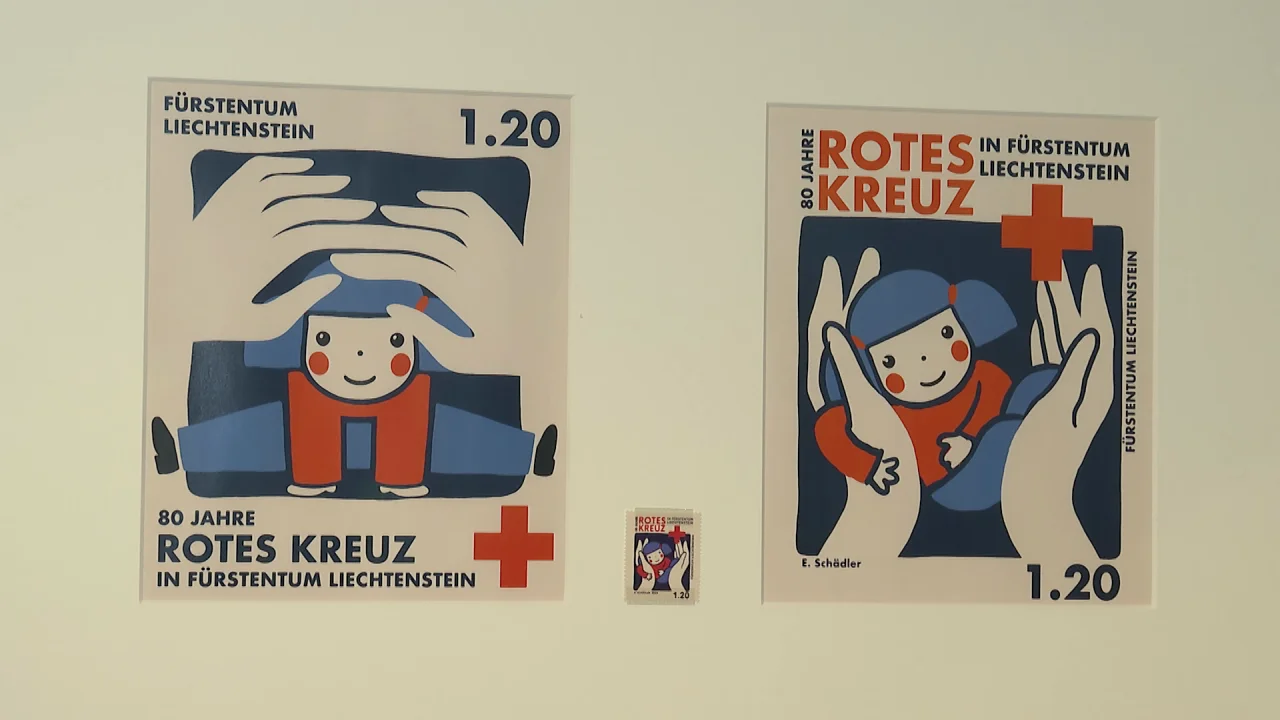 FÜRSTENTUM
LIECHTENSTEIN
1.20
80 JAHRE
ROTES KREUZ
IN FÜRSTENTUM LIECHTENSTEIN
ROTES
KREUZ
1.20
80 JAHRE
ROTES
KREUZ
IN FÜRSTENTUM
LIECHTENSTEIN
FÜRSTENTUM LIECHTENSTEIN
E. Schädler
1.20